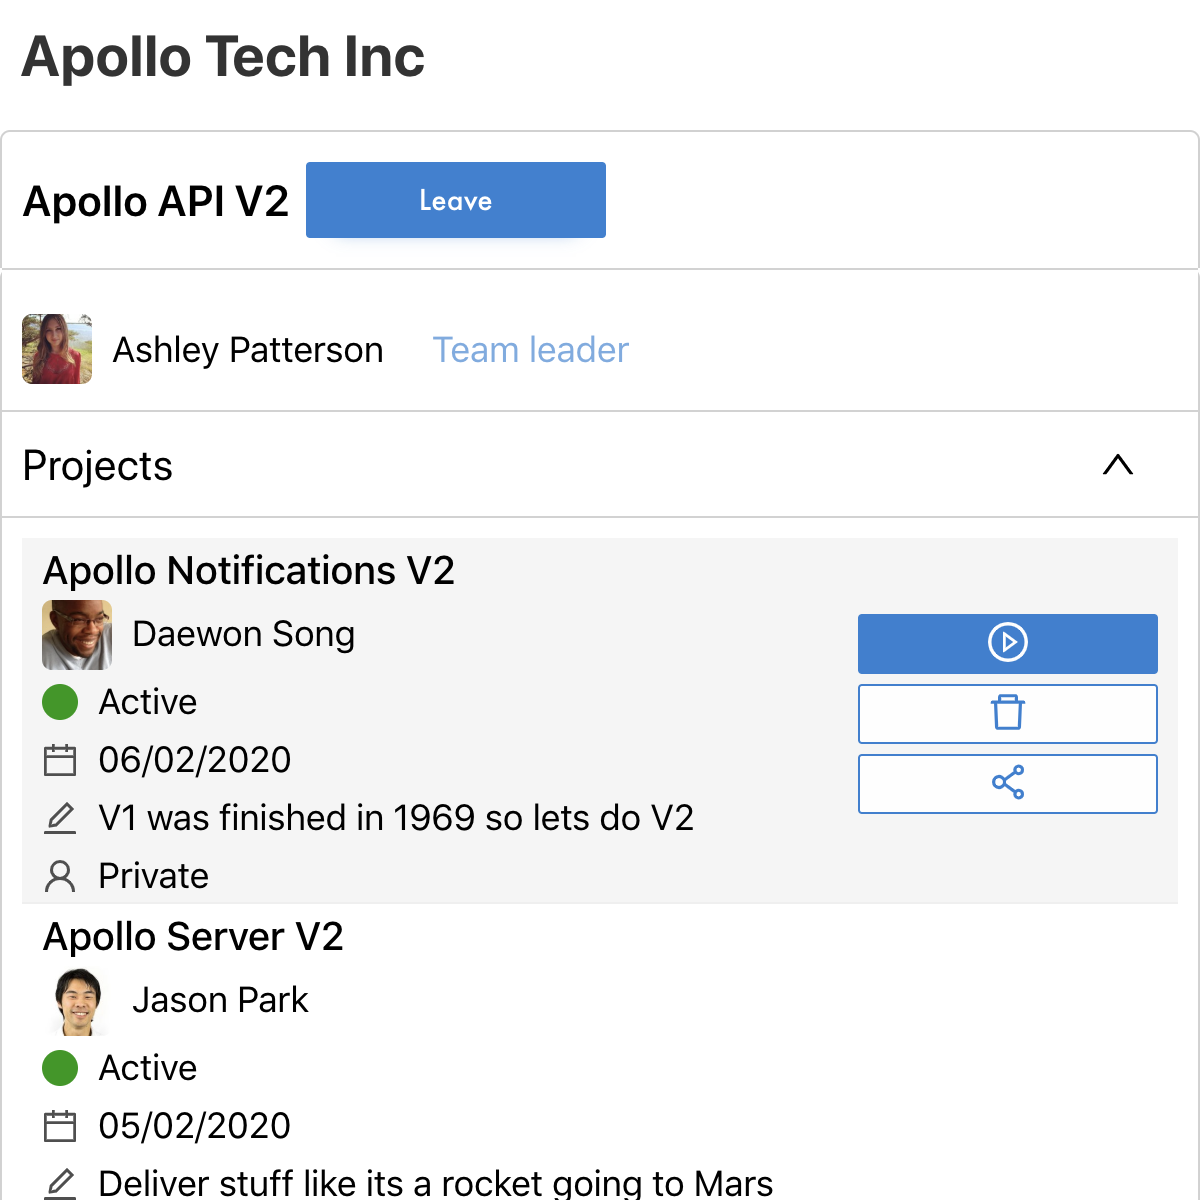 Apollo Tech Inc
Apollo API V2
Leave
Ashley Patterson
Team leader
Projects
Apollo Notifications V2
Daewon Song
Active
06/02/2020
V1 was finished in 1969 so lets do V2
Private
Apollo Server V2
Jason Park
Active
05/02/2020
Deliver stuff like its a rocket going to Mars